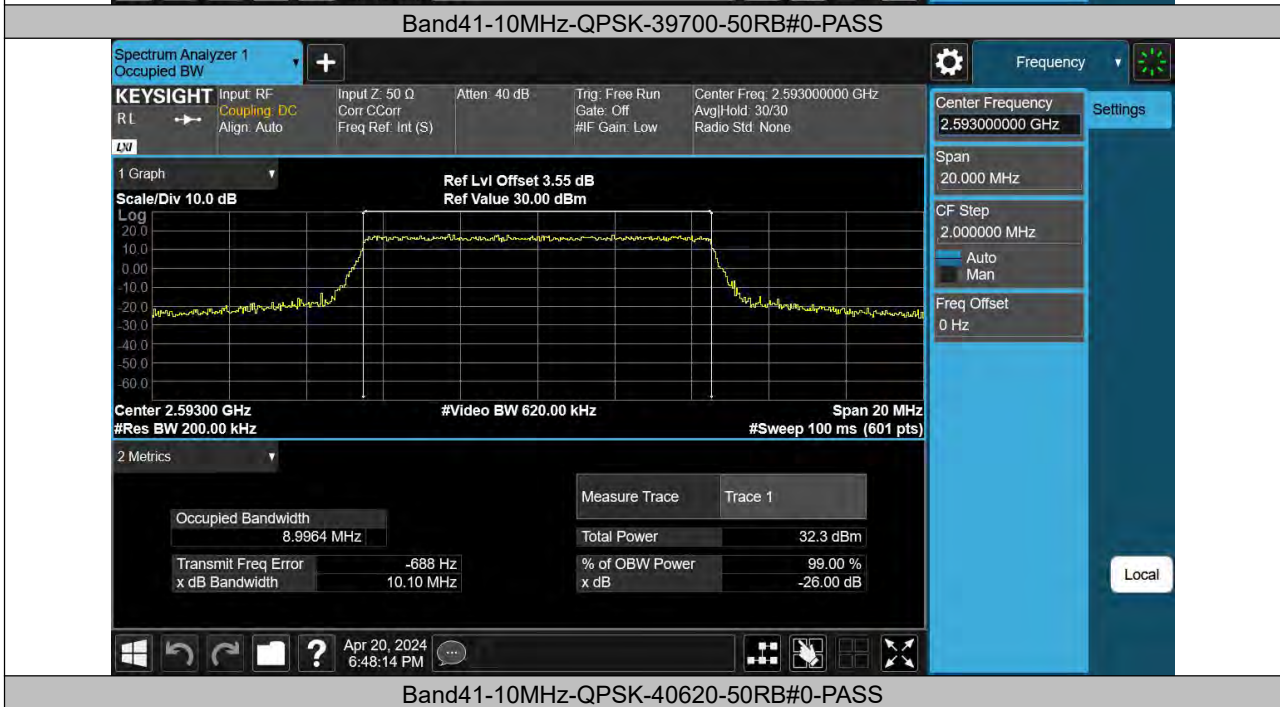 Band41-10MHz-QPSK-39700-50RB#0-PASS
Spectrum Analyzer 1
Occupied BW
+
Frequency
KEYSIGHT
RL
LXI
Input: RF
Coupling: DC
Align: Auto
Input Z: 50 Ω
Corr CCorr
Freq Ref: Int (S)
Atten: 40 dB
Trig: Free Run
Gate: Off
#IF Gain: Low
Center Freq: 2.593000000 GHz
Avg|Hold: 30/30
Radio Std: None
Center Frequency
2.593000000 GHz
Settings
Span
20.000 MHz
CF Step
2.000000 MHz
Auto
Man
Freq Offset
0 Hz
Local
1 Graph
Scale/Div 10.0 dB
Ref Lvl Offset 3.55 dB
Ref Value 30.00 dBm
Log
20.0
10.0
0.00
-10.0
-20.0
-30.0
-40.0
-50.0
-60.0
Center 2.59300 GHz
#Video BW 620.00 kHz
Span 20 MHz
#Res BW 200.00 kHz
#Sweep 100 ms (601 pts)
2 Metrics
Measure Trace Trace 1
Occupied Bandwidth
8.9964 MHz
Total Power 32.3 dBm
Transmit Freq Error -688 Hz
% of OBW Power 99.00 %
x dB Bandwidth 10.10 MHz
x dB -26.00 dB
?
Apr 20, 2024
6:48:14 PM
Band41-10MHz-QPSK-40620-50RB#0-PASS